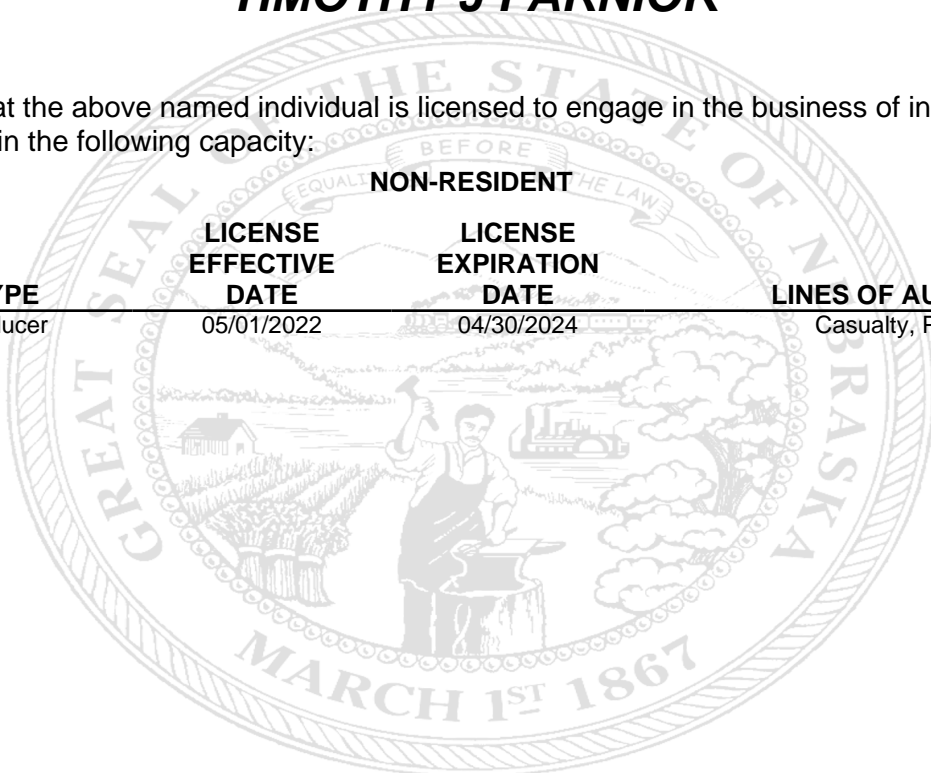 TIMOTHY J PARNIOR
at the above named individual is licensed to engage in the business of in
in the following capacity:
NON-RESIDENT
LICENSE EFFECTIVE DATE
LICENSE EXPIRATION DATE
YPE
LINES OF AU
ucer
05/01/2022
04/30/2024
Casualty, P
GREAT SEAL OF THE STATE OF NEBRASKA
EQUALITY BEFORE THE LAW
MARCH 1ST 1867